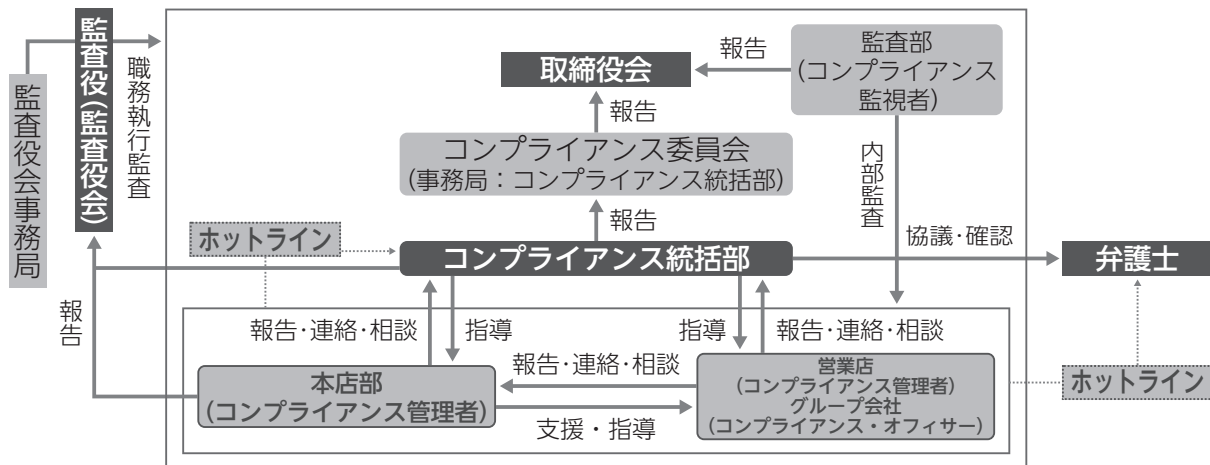 監査役会事務局
監査役(監査役会)
職務執行監査
報告
取締役会
報告
監査部
(コンプライアンス
監視者)
報告
コンプライアンス委員会
(事務局：コンプライアンス統括部)
内部監査
報告
ホットライン
コンプライアンス統括部
協議･確認
弁護士
報告･連絡･相談
指導
指導
報告･連絡･相談
本店部
(コンプライアンス管理者)
報告･連絡･相談
支援・指導
営業店
(コンプライアンス管理者)
グループ会社
(コンプライアンス・オフィサー)
ホットライン